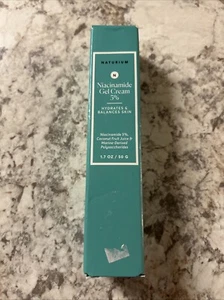 NATURIUM
Niacinamide
Gel Cream
5%
HYDRATES &
BALANCES SKIN
Niacinamide 5%,
Coconut Fruit Juice &
Marine-Derived
Polysaccharides
1.7 OZ / 50 G